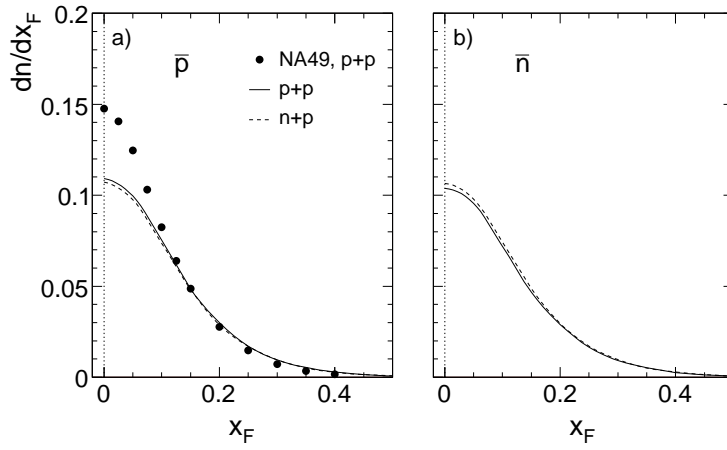 dn/dx_F
0.2
0.15
0.1
0.05
0
a)
p̅
NA49, p+p
p+p
n+p
0
0.2
0.4
x_F
b)
n̅
0
0.2
0.4
x_F